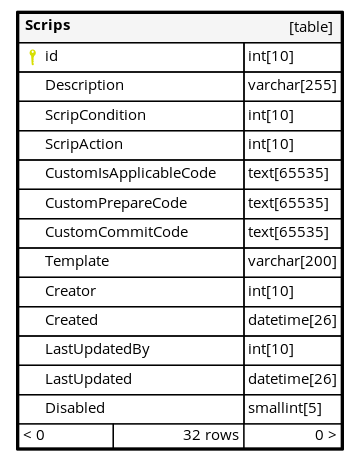 Scrips [table]
id int[10]
Description varchar[255]
ScripCondition int[10]
ScripAction int[10]
CustomIsApplicableCode text[65535]
CustomPrepareCode text[65535]
CustomCommitCode text[65535]
Template varchar[200]
Creator int[10]
Created datetime[26]
LastUpdatedBy int[10]
LastUpdated datetime[26]
Disabled smallint[5]
< 0 32 rows 0 >